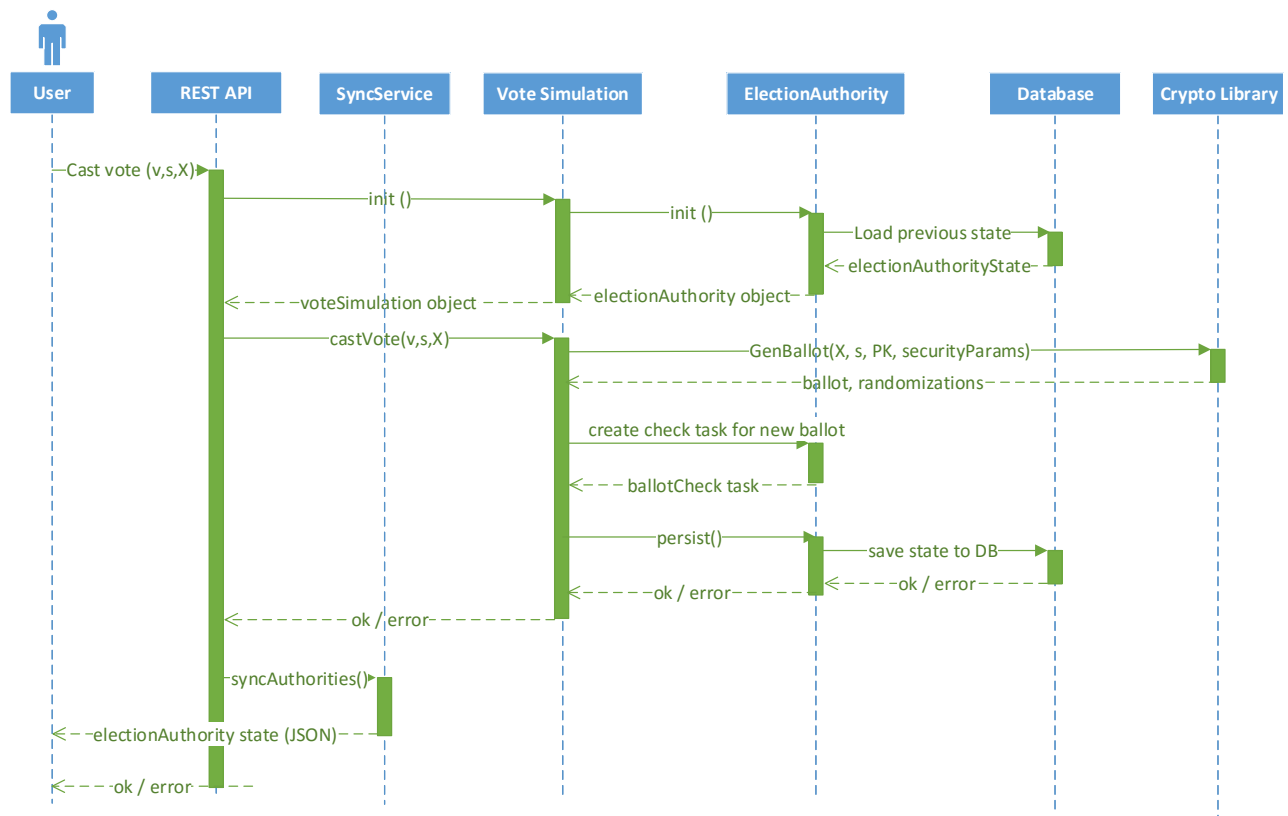 User
REST API
SyncService
Vote Simulation
ElectionAuthority
Database
Crypto Library
Cast vote (v,s,X)
init ()
init ()
Load previous state
electionAuthorityState
electionAuthority object
voteSimulation object
castVote(v,s,X)
GenBallot(X, s, PK, securityParams)
ballot, randomizations
create check task for new ballot
ballotCheck task
persist()
save state to DB
ok / error
ok / error
ok / error
syncAuthorities()
electionAuthority state (JSON)
ok / error